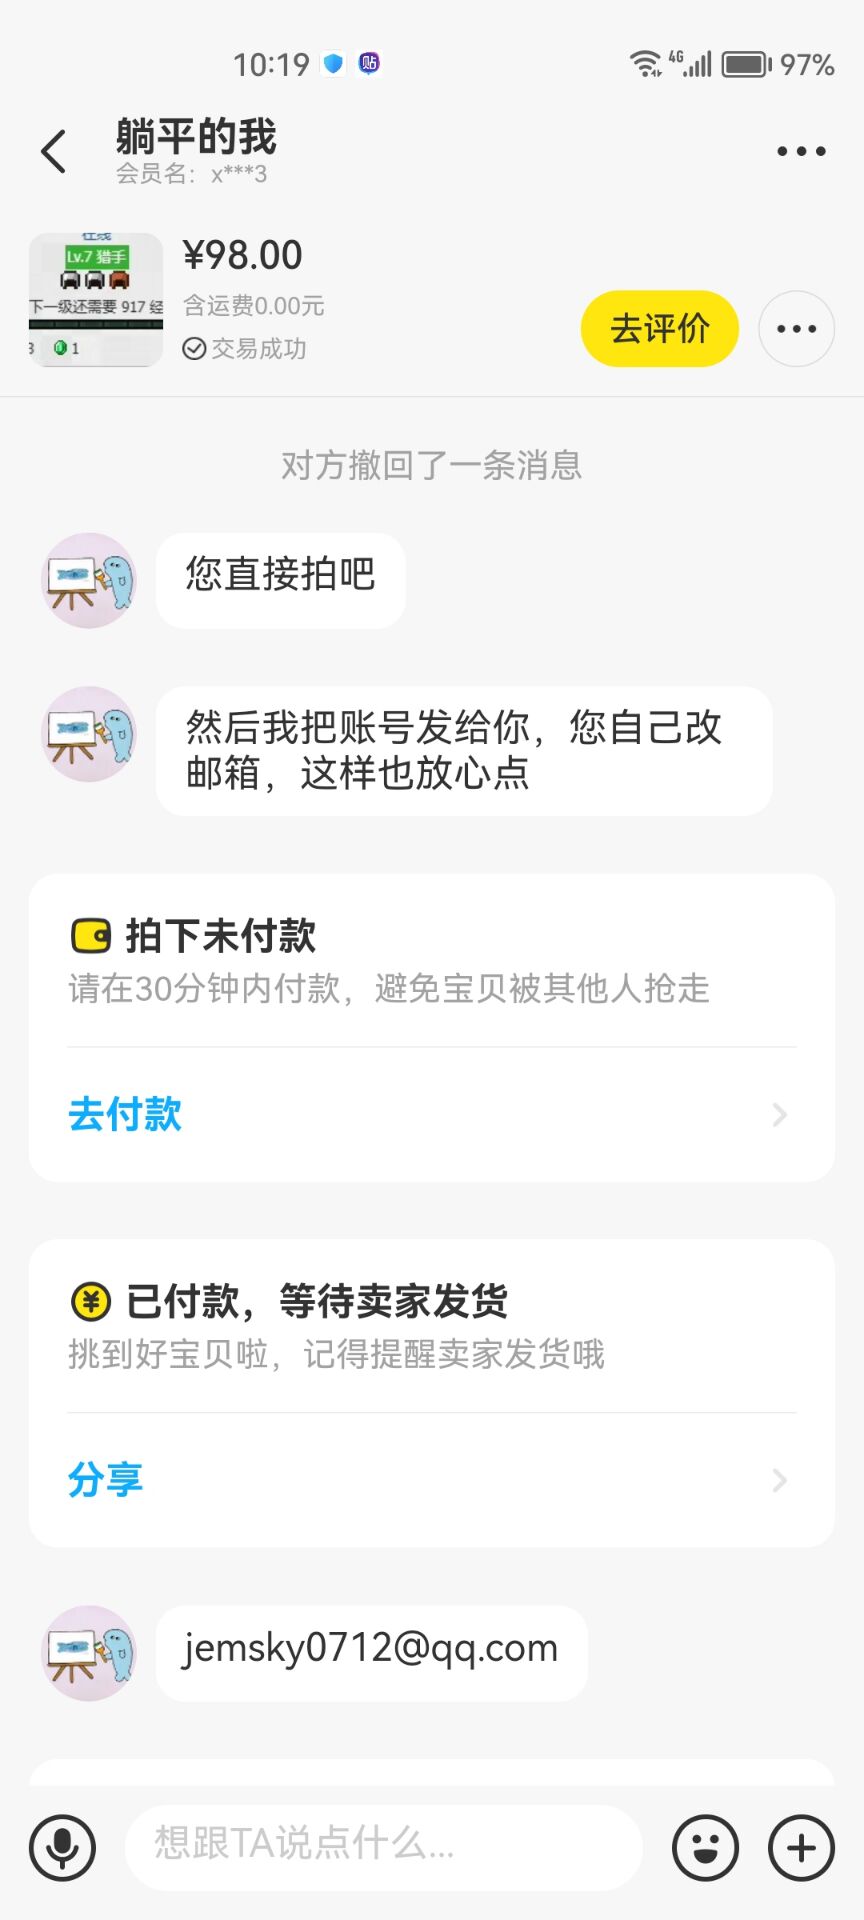 10:19
贴
4G
97%
躺平的我
会员名：x***3
在线
Lv.7 猎手
下一级还需要 917 经
3
1
¥98.00
含运费0.00元
交易成功
去评价
对方撤回了一条消息
您直接拍吧
然后我把账号发给你，您自己改
邮箱，这样也放心点
拍下未付款
请在30分钟内付款，避免宝贝被其他人抢走
去付款
已付款，等待卖家发货
挑到好宝贝啦，记得提醒卖家发货哦
分享
jemsky0712@qq.com
想跟TA说点什么...